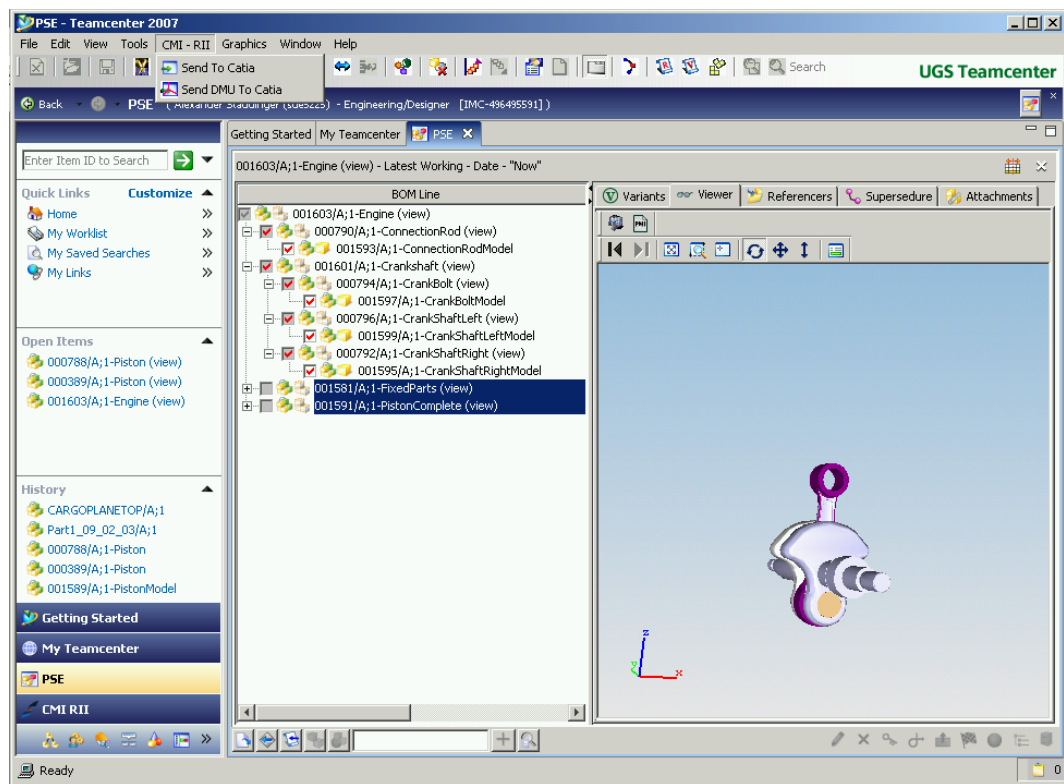 PSE - Teamcenter 2007
File Edit View Tools CMI - RII Graphics Window Help
Send To Catia
Send DMU To Catia
Search
UGS Teamcenter
Back PSE ( Alexander Staudinger (sde5225) - Engineering/Designer [IMC-496495591] )
Getting Started My Teamcenter PSE
Enter Item ID to Search
Quick Links Customize
Home
My Worklist
My Saved Searches
My Links
Open Items
000788/A;1-Piston (view)
000389/A;1-Piston (view)
001603/A;1-Engine (view)
History
CARGOPLANETOP/A;1
Part1_09_02_03/A;1
000788/A;1-Piston
000389/A;1-Piston
001589/A;1-PistonModel
Getting Started
My Teamcenter
PSE
CMI RII
001603/A;1-Engine (view) - Latest Working - Date - "Now"
BOM Line
001603/A;1-Engine (view)
000790/A;1-ConnectionRod (view)
001593/A;1-ConnectionRodModel
001601/A;1-Crankshaft (view)
000794/A;1-CrankBolt (view)
001597/A;1-CrankBoltModel
000796/A;1-CrankShaftLeft (view)
001599/A;1-CrankShaftLeftModel
000792/A;1-CrankShaftRight (view)
001595/A;1-CrankShaftRightModel
001581/A;1-FixedParts (view)
001591/A;1-PistonComplete (view)
Variants Viewer Referencers Supersedure Attachments
PMI
z
y
x
Ready
0